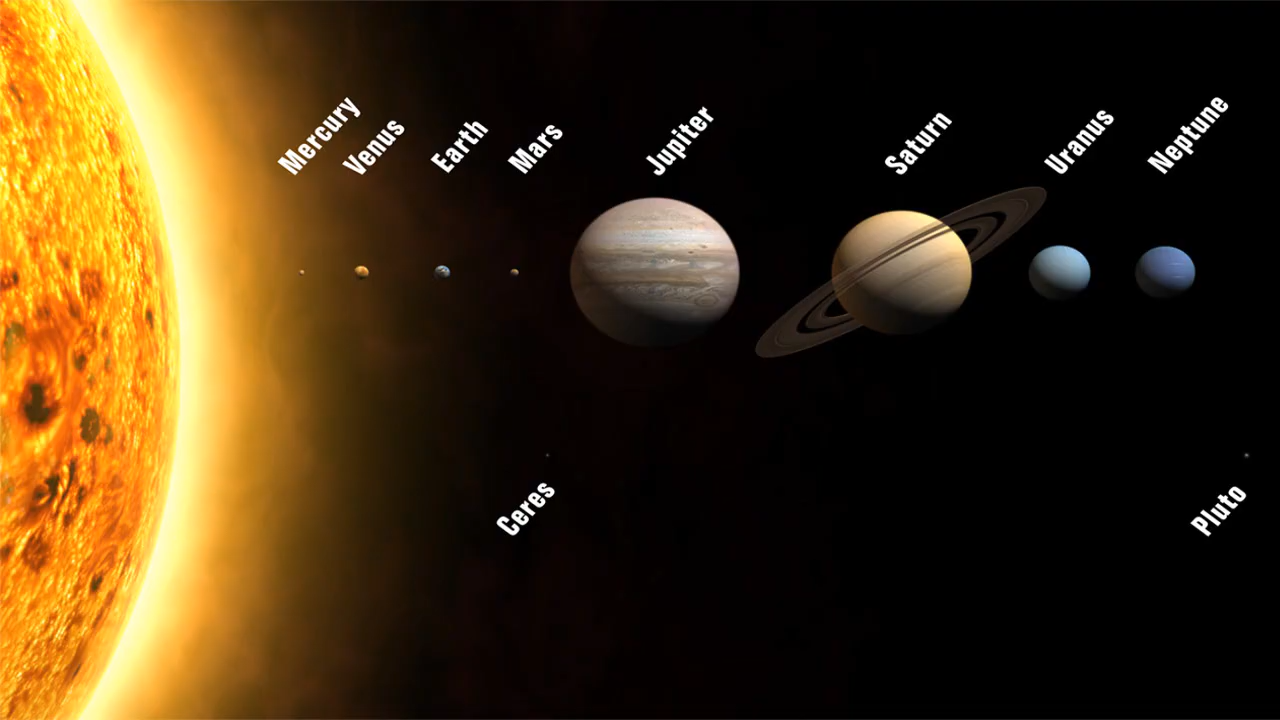 Mercury
Venus
Earth
Mars
Jupiter
Saturn
Uranus
Neptune
Ceres
Pluto